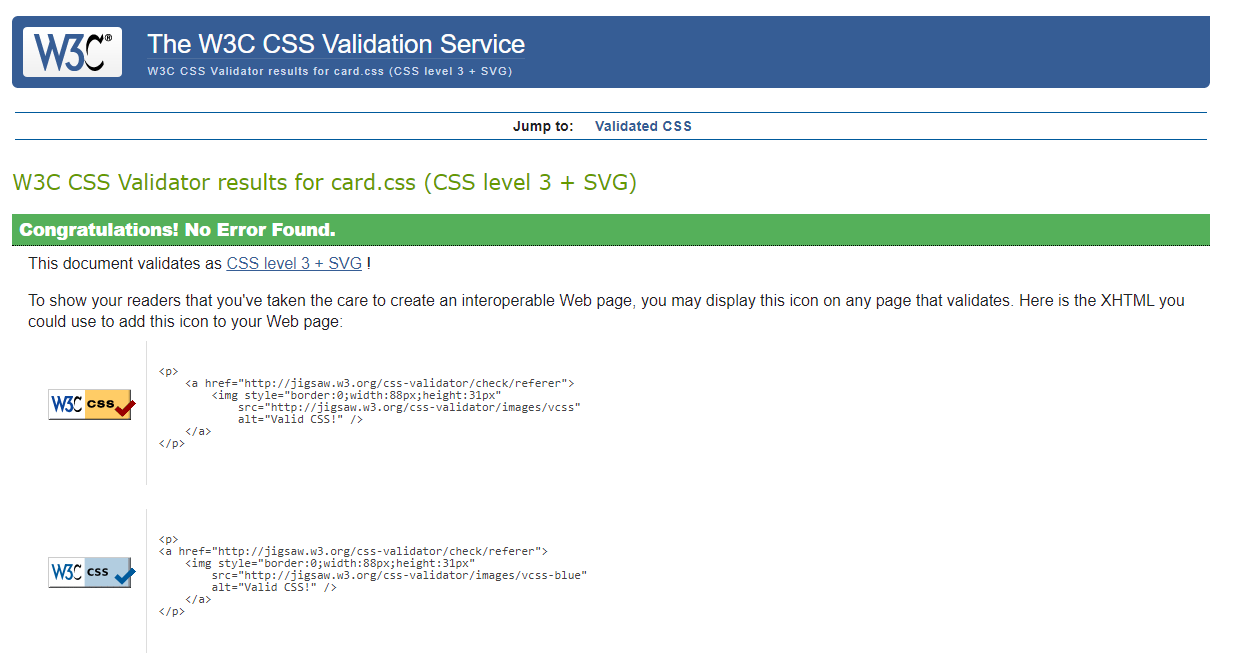 W3C®
The W3C CSS Validation Service
W3C CSS Validator results for card.css (CSS level 3 + SVG)
Jump to: Validated CSS
W3C CSS Validator results for card.css (CSS level 3 + SVG)
Congratulations! No Error Found.
This document validates as CSS level 3 + SVG !
To show your readers that you've taken the care to create an interoperable Web page, you may display this icon on any page that validates. Here is the XHTML you
could use to add this icon to your Web page:
W3C css
<p>
<a href="http://jigsaw.w3.org/css-validator/check/referer">
<img style="border:0;width:88px;height:31px"
src="http://jigsaw.w3.org/css-validator/images/vcss"
alt="Valid CSS!" />
</a>
</p>
W3C css
<p>
<a href="http://jigsaw.w3.org/css-validator/check/referer">
<img style="border:0;width:88px;height:31px"
src="http://jigsaw.w3.org/css-validator/images/vcss-blue"
alt="Valid CSS!" />
</a>
</p>